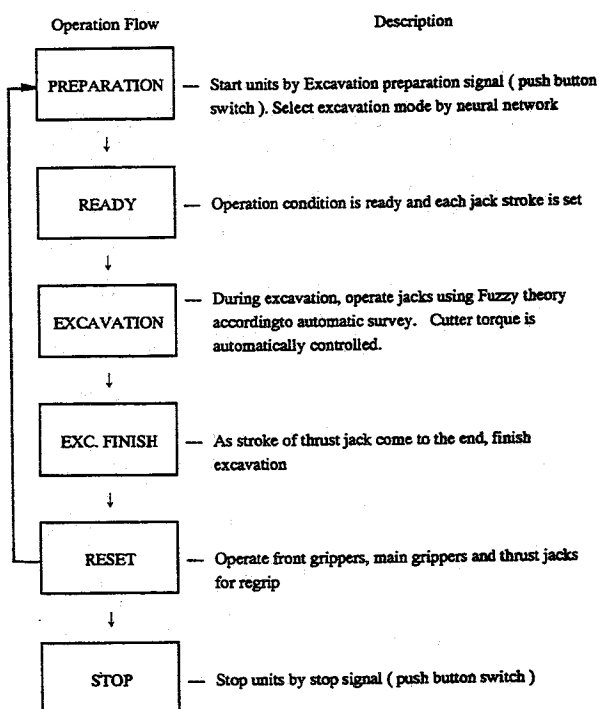 Operation Flow Description
PREPARATION — Start units by Excavation preparation signal ( push button
switch ). Select excavation mode by neural network
↓
READY — Operation condition is ready and each jack stroke is set
↓
— During excavation, operate jacks using Fuzzy theory
EXCAVATION accordingto automatic survey. Cutter torque is
automatically controlled.
↓
EXC. FINISH — As stroke of thrust jack come to the end, finish
excavation
↓
RESET — Operate front grippers, main grippers and thrust jacks
for regrip
↓
STOP — Stop units by stop signal ( push button switch )